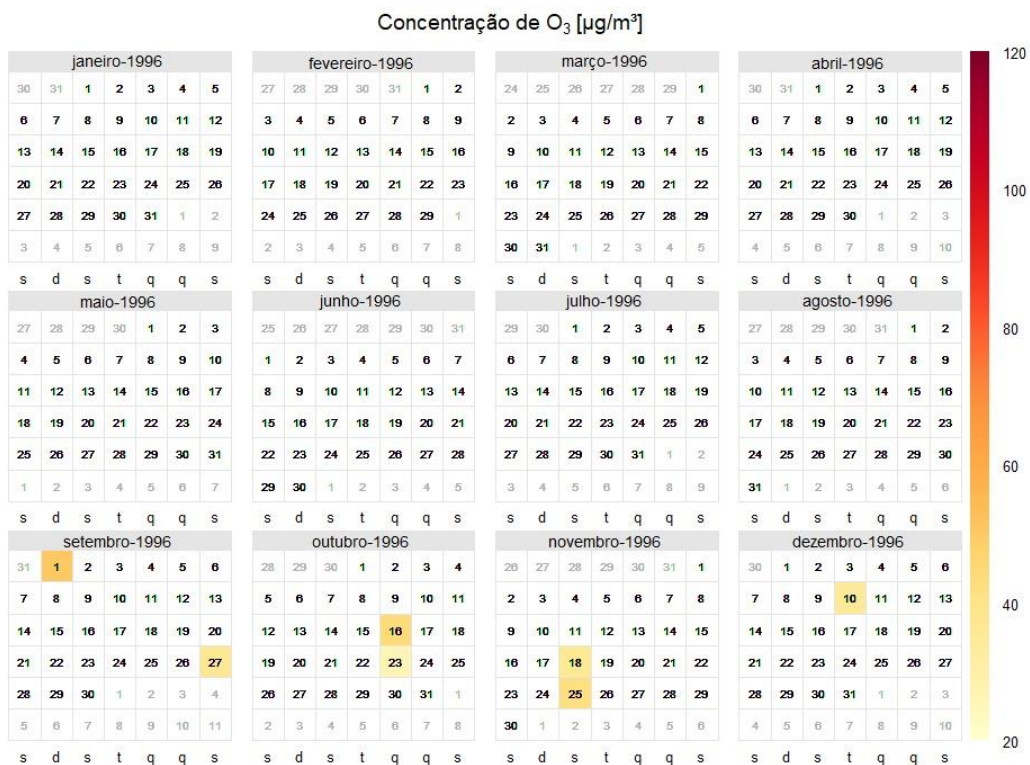 Concentração de O₃ [µg/m³]
janeiro-1996
30 31 1 2 3 4 5
6 7 8 9 10 11 12
13 14 15 16 17 18 19
20 21 22 23 24 25 26
27 28 29 30 31 1 2
3 4 5 6 7 8 9
s d s t q q s
fevereiro-1996
27 28 29 30 31 1 2
3 4 5 6 7 8 9
10 11 12 13 14 15 16
17 18 19 20 21 22 23
24 25 26 27 28 29 1
2 3 4 5 6 7 8
s d s t q q s
março-1996
24 25 26 27 28 29 1
2 3 4 5 6 7 8
9 10 11 12 13 14 15
16 17 18 19 20 21 22
23 24 25 26 27 28 29
30 31 1 2 3 4 5
s d s t q q s
abril-1996
30 31 1 2 3 4 5
6 7 8 9 10 11 12
13 14 15 16 17 18 19
20 21 22 23 24 25 26
27 28 29 30 1 2 3
4 5 6 7 8 9 10
s d s t q q s
maio-1996
27 28 29 30 1 2 3
4 5 6 7 8 9 10
11 12 13 14 15 16 17
18 19 20 21 22 23 24
25 26 27 28 29 30 31
1 2 3 4 5 6 7
s d s t q q s
junho-1996
25 26 27 28 29 30 31
1 2 3 4 5 6 7
8 9 10 11 12 13 14
15 16 17 18 19 20 21
22 23 24 25 26 27 28
29 30 1 2 3 4 5
s d s t q q s
julho-1996
29 30 1 2 3 4 5
6 7 8 9 10 11 12
13 14 15 16 17 18 19
20 21 22 23 24 25 26
27 28 29 30 31 1 2
3 4 5 6 7 8 9
s d s t q q s
agosto-1996
27 28 29 30 31 1 2
3 4 5 6 7 8 9
10 11 12 13 14 15 16
17 18 19 20 21 22 23
24 25 26 27 28 29 30
31 1 2 3 4 5 6
s d s t q q s
setembro-1996
31 1 2 3 4 5 6
7 8 9 10 11 12 13
14 15 16 17 18 19 20
21 22 23 24 25 26 27
28 29 30 1 2 3 4
5 6 7 8 9 10 11
s d s t q q s
outubro-1996
28 29 30 1 2 3 4
5 6 7 8 9 10 11
12 13 14 15 16 17 18
19 20 21 22 23 24 25
26 27 28 29 30 31 1
2 3 4 5 6 7 8
s d s t q q s
novembro-1996
26 27 28 29 30 31 1
2 3 4 5 6 7 8
9 10 11 12 13 14 15
16 17 18 19 20 21 22
23 24 25 26 27 28 29
30 1 2 3 4 5 6
s d s t q q s
dezembro-1996
30 1 2 3 4 5 6
7 8 9 10 11 12 13
14 15 16 17 18 19 20
21 22 23 24 25 26 27
28 29 30 31 1 2 3
4 5 6 7 8 9 10
s d s t q q s
120
100
80
60
40
20